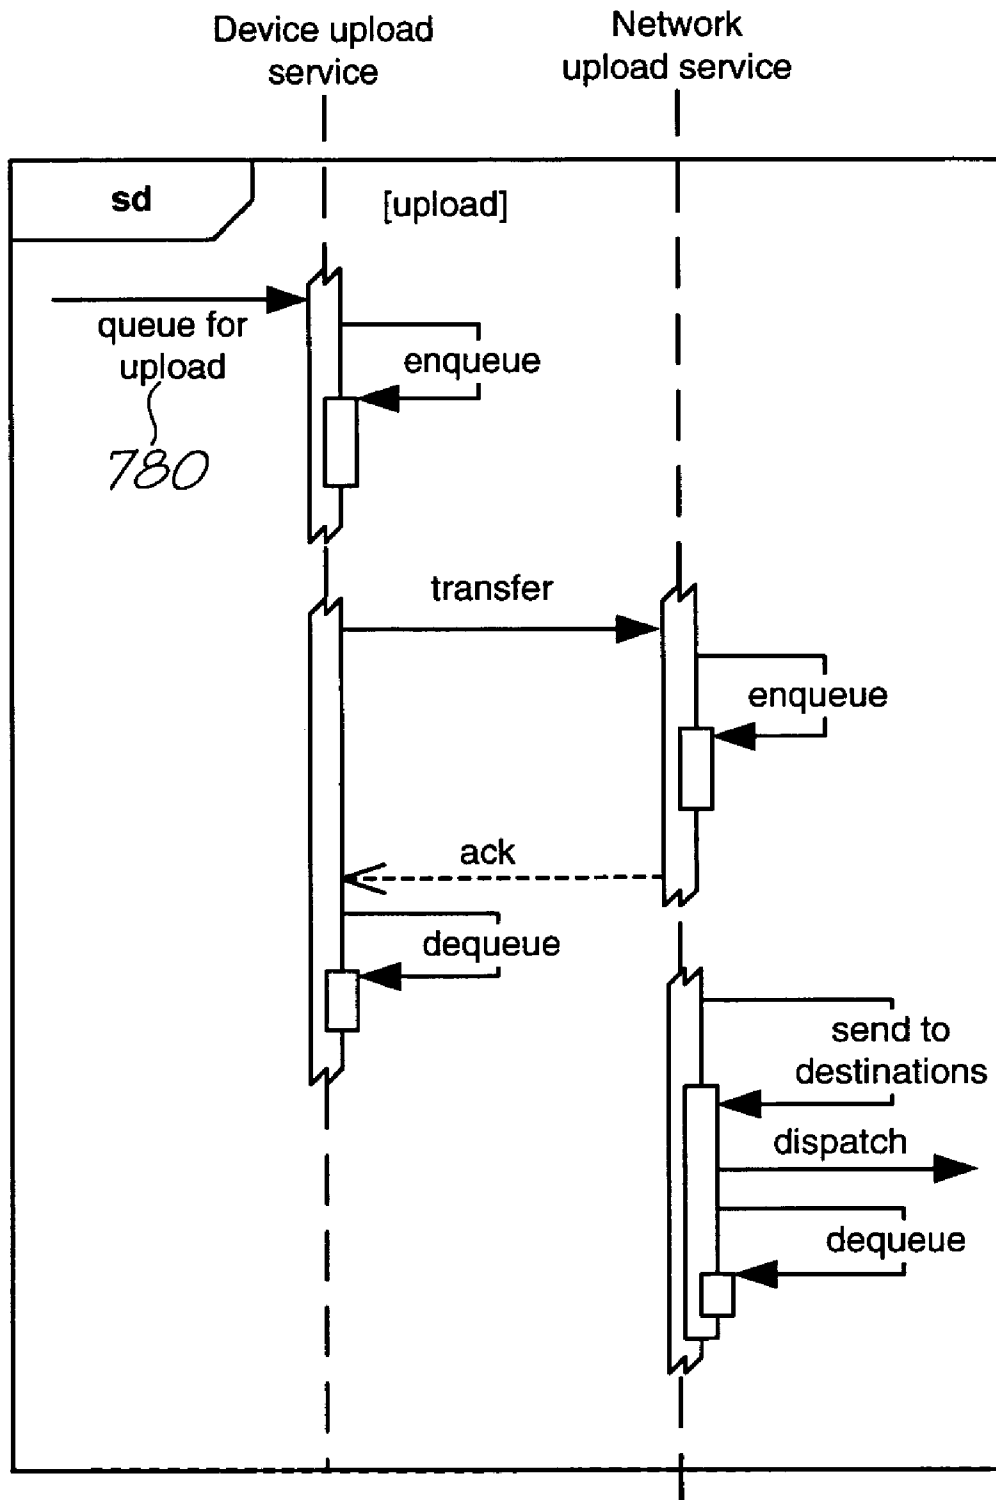 Device upload
service
Network
upload service
sd
[upload]
queue for
upload
780
enqueue
transfer
enqueue
ack
dequeue
send to
destinations
dispatch
dequeue